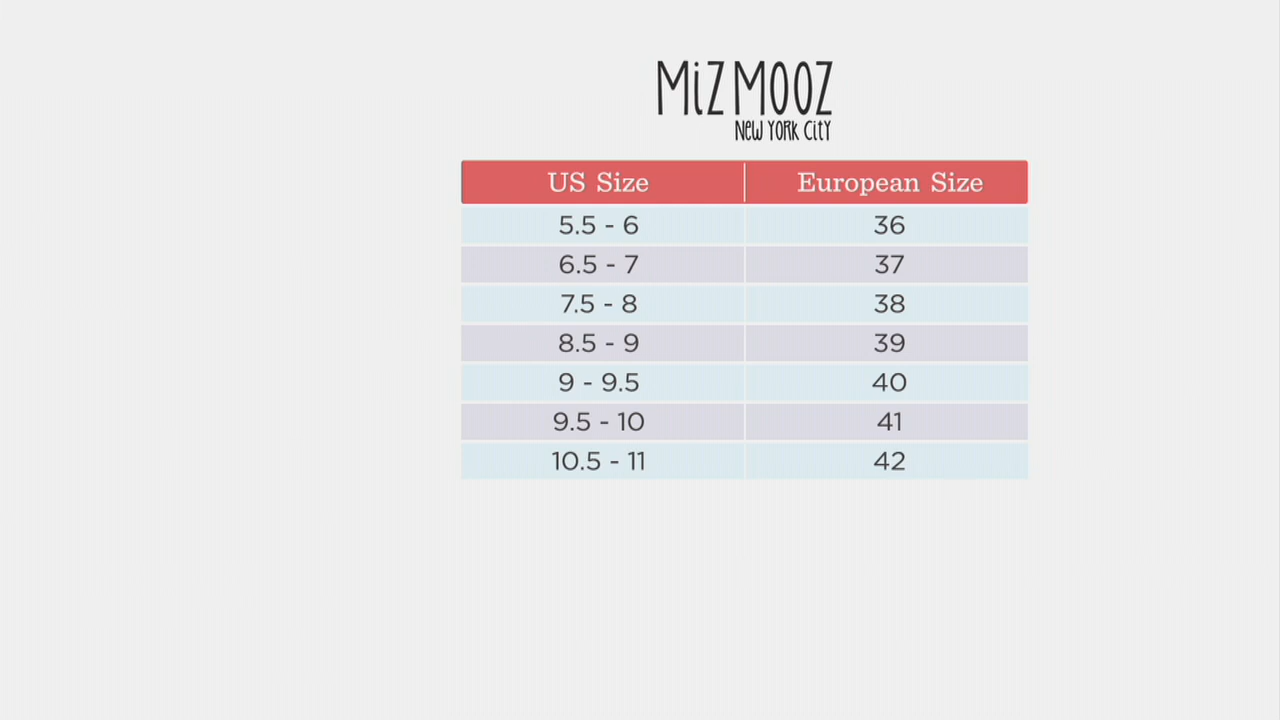 MiZ MOOZ
NeW YORK CiTY
US Size European Size
5.5 - 6 36
6.5 - 7 37
7.5 - 8 38
8.5 - 9 39
9 - 9.5 40
9.5 - 10 41
10.5 - 11 42